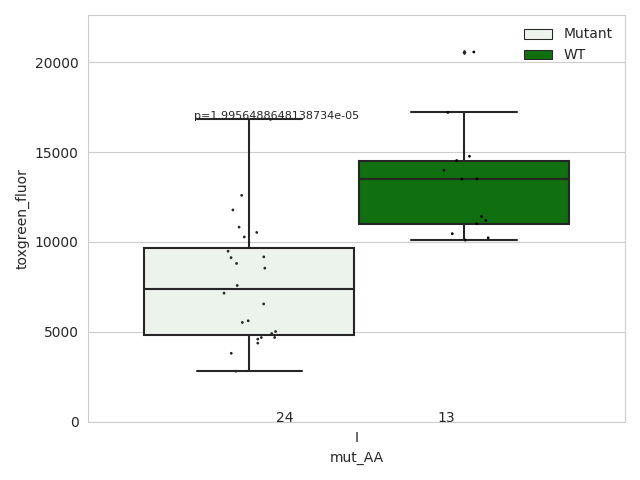 Mutant
WT
20000
15000
10000
5000
0
toxgreen_fluor
p=1.9956488648138734e-05
24
13
I
mut_AA